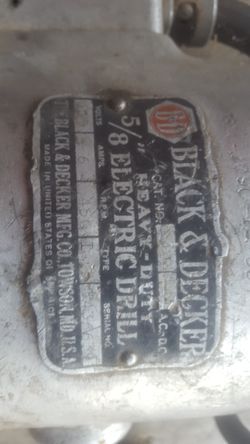 BLACK & DECKER
CAT. NO.
A.C.-D.C.
HEAVY-DUTY
5/8" ELECTRIC DRILL
VOLTS AMPS. R.P.M. TYPE SERIAL NO.
THE BLACK & DECKER MFG. CO., TOWSON, MD., U.S.A.
MADE IN UNITED STATES OF AMERICA